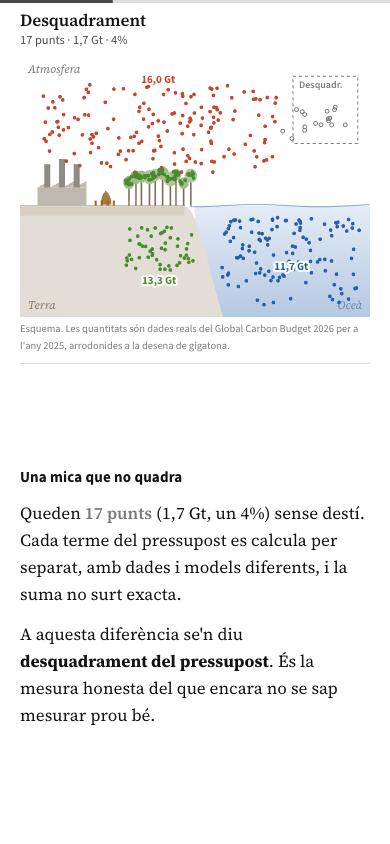 Desquadrament
17 punts · 1,7 Gt · 4%
Atmosfera
16,0 Gt
Desquadr.
13,3 Gt
11,7 Gt
Terra
Oceà
Esquema. Les quantitats són dades reals del Global Carbon Budget 2026 per a
l'any 2025, arrodonides a la desena de gigatona.
Una mica que no quadra
Queden 17 punts (1,7 Gt, un 4%) sense destí.
Cada terme del pressupost es calcula per
separat, amb dades i models diferents, i la
suma no surt exacta.
A aquesta diferència se'n diu
desquadrament del pressupost. És la
mesura honesta del que encara no se sap
mesurar prou bé.